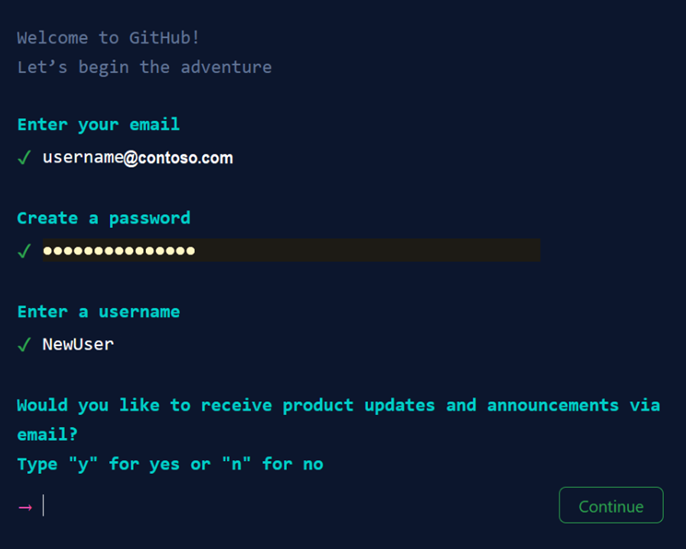 Welcome to GitHub!
Let’s begin the adventure
Enter your email
✓ username@contoso.com
Create a password
✓ ●●●●●●●●●●●●●●●
Enter a username
✓ NewUser
Would you like to receive product updates and announcements via
email?
Type "y" for yes or "n" for no
→
Continue